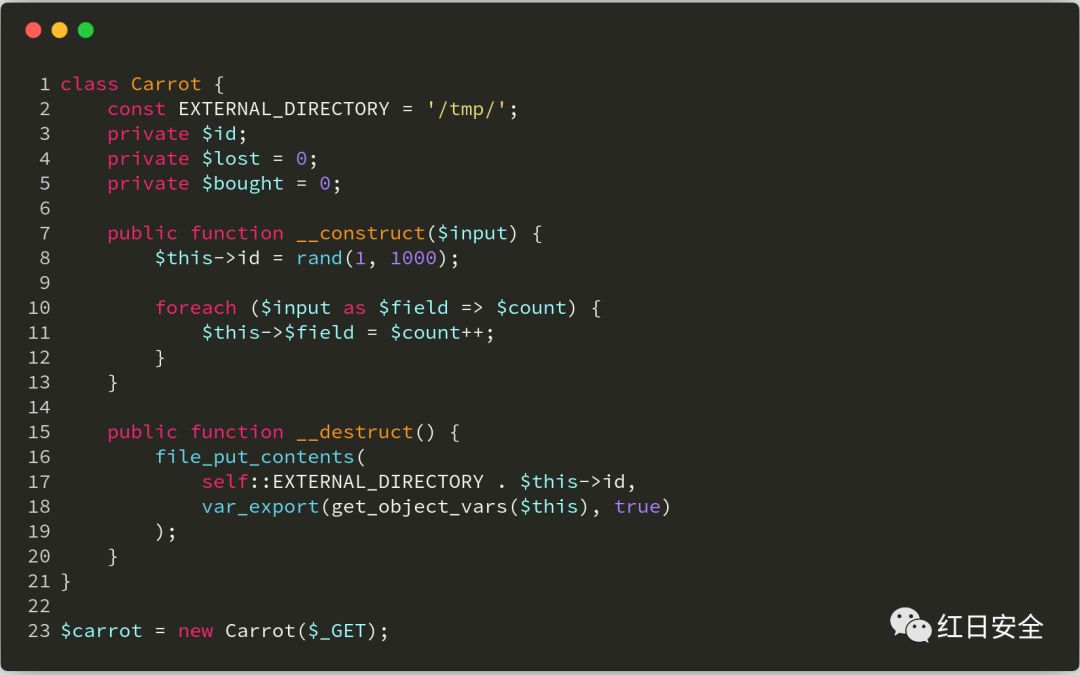 1 class Carrot {
2     const EXTERNAL_DIRECTORY = '/tmp/';
3     private $id;
4     private $lost = 0;
5     private $bought = 0;
6
7     public function __construct($input) {
8         $this->id = rand(1, 1000);
9
10         foreach ($input as $field => $count) {
11             $this->$field = $count++;
12         }
13     }
14
15     public function __destruct() {
16         file_put_contents(
17             self::EXTERNAL_DIRECTORY . $this->id,
18             var_export(get_object_vars($this), true)
19         );
20     }
21 }
22
23 $carrot = new Carrot($_GET);
红日安全